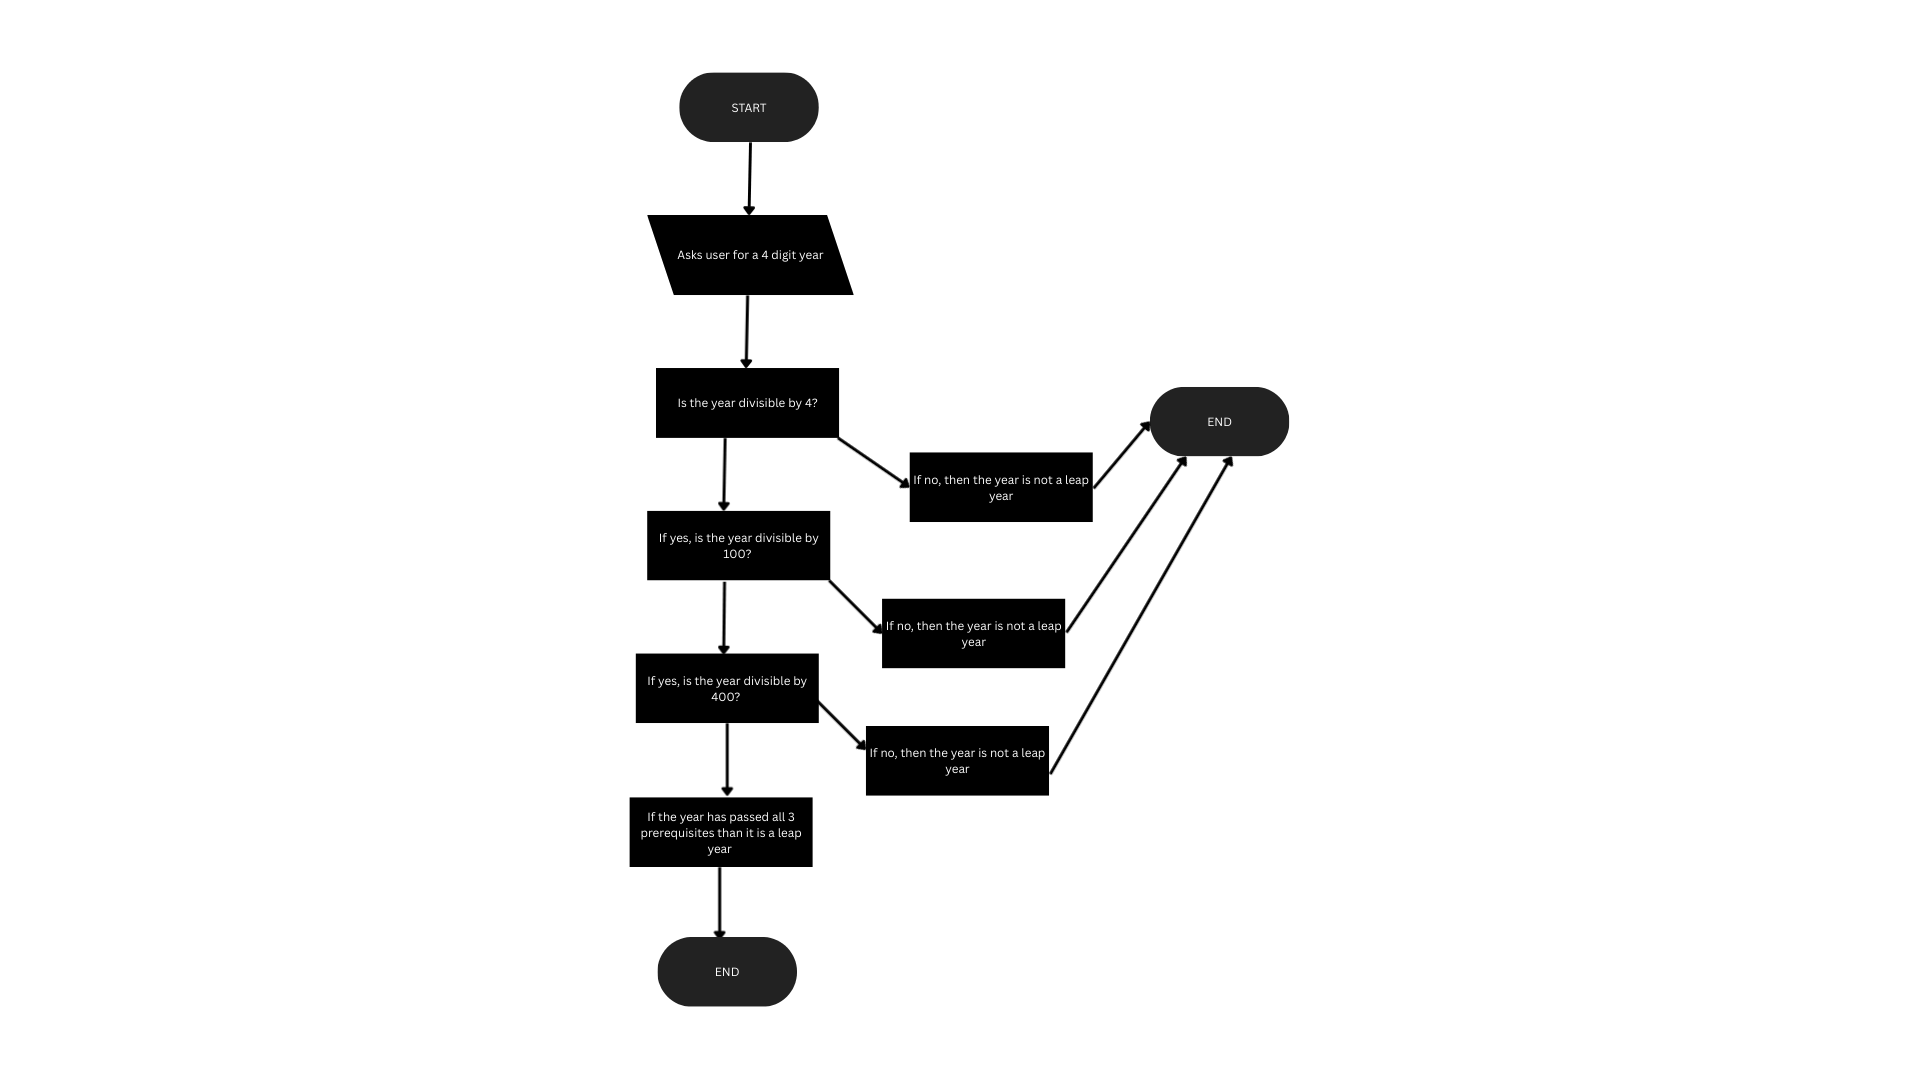 START
Asks user for a 4 digit year
Is the year divisible by 4?
END
If no, then the year is not a leap
year
If yes, is the year divisible by
100?
If no, then the year is not a leap
year
If yes, is the year divisible by
400?
If no, then the year is not a leap
year
If the year has passed all 3
prerequisites than it is a leap
year
END